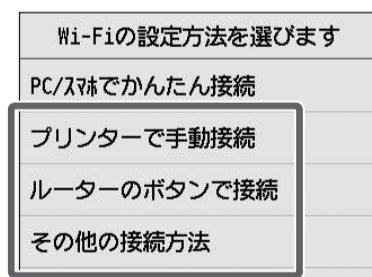 Wi-Fiの設定方法を選びます
PC/ｽﾏﾎでかんたん接続
プリンターで手動接続
ルーターのボタンで接続
その他の接続方法